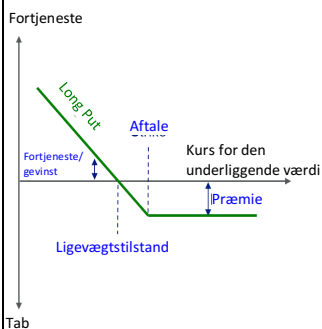 Fortjeneste
Long Put
Aftale
Kurs for den
underliggende værdi
Fortjeneste/
gevinst
Præmie
Ligevægtstilstand
Tab